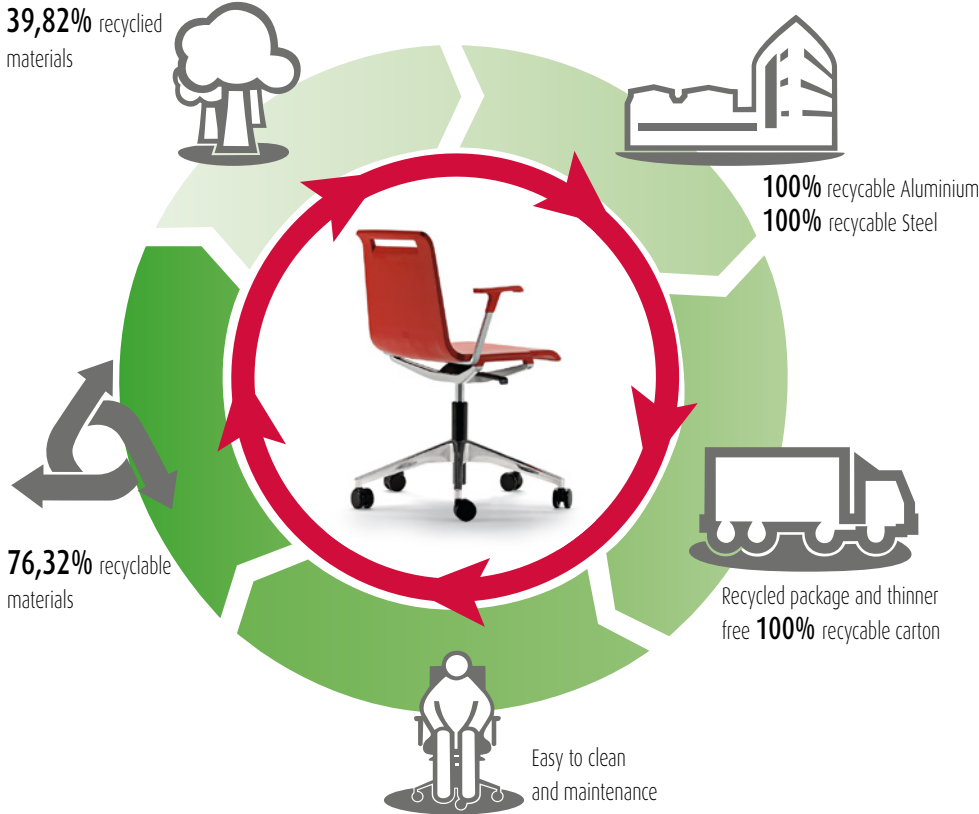 39,82% recyclied
materials
100% recycable Aluminium
100% recycable Steel
Recycled package and thinner
free 100% recycable carton
Easy to clean
and maintenance
76,32% recyclable
materials